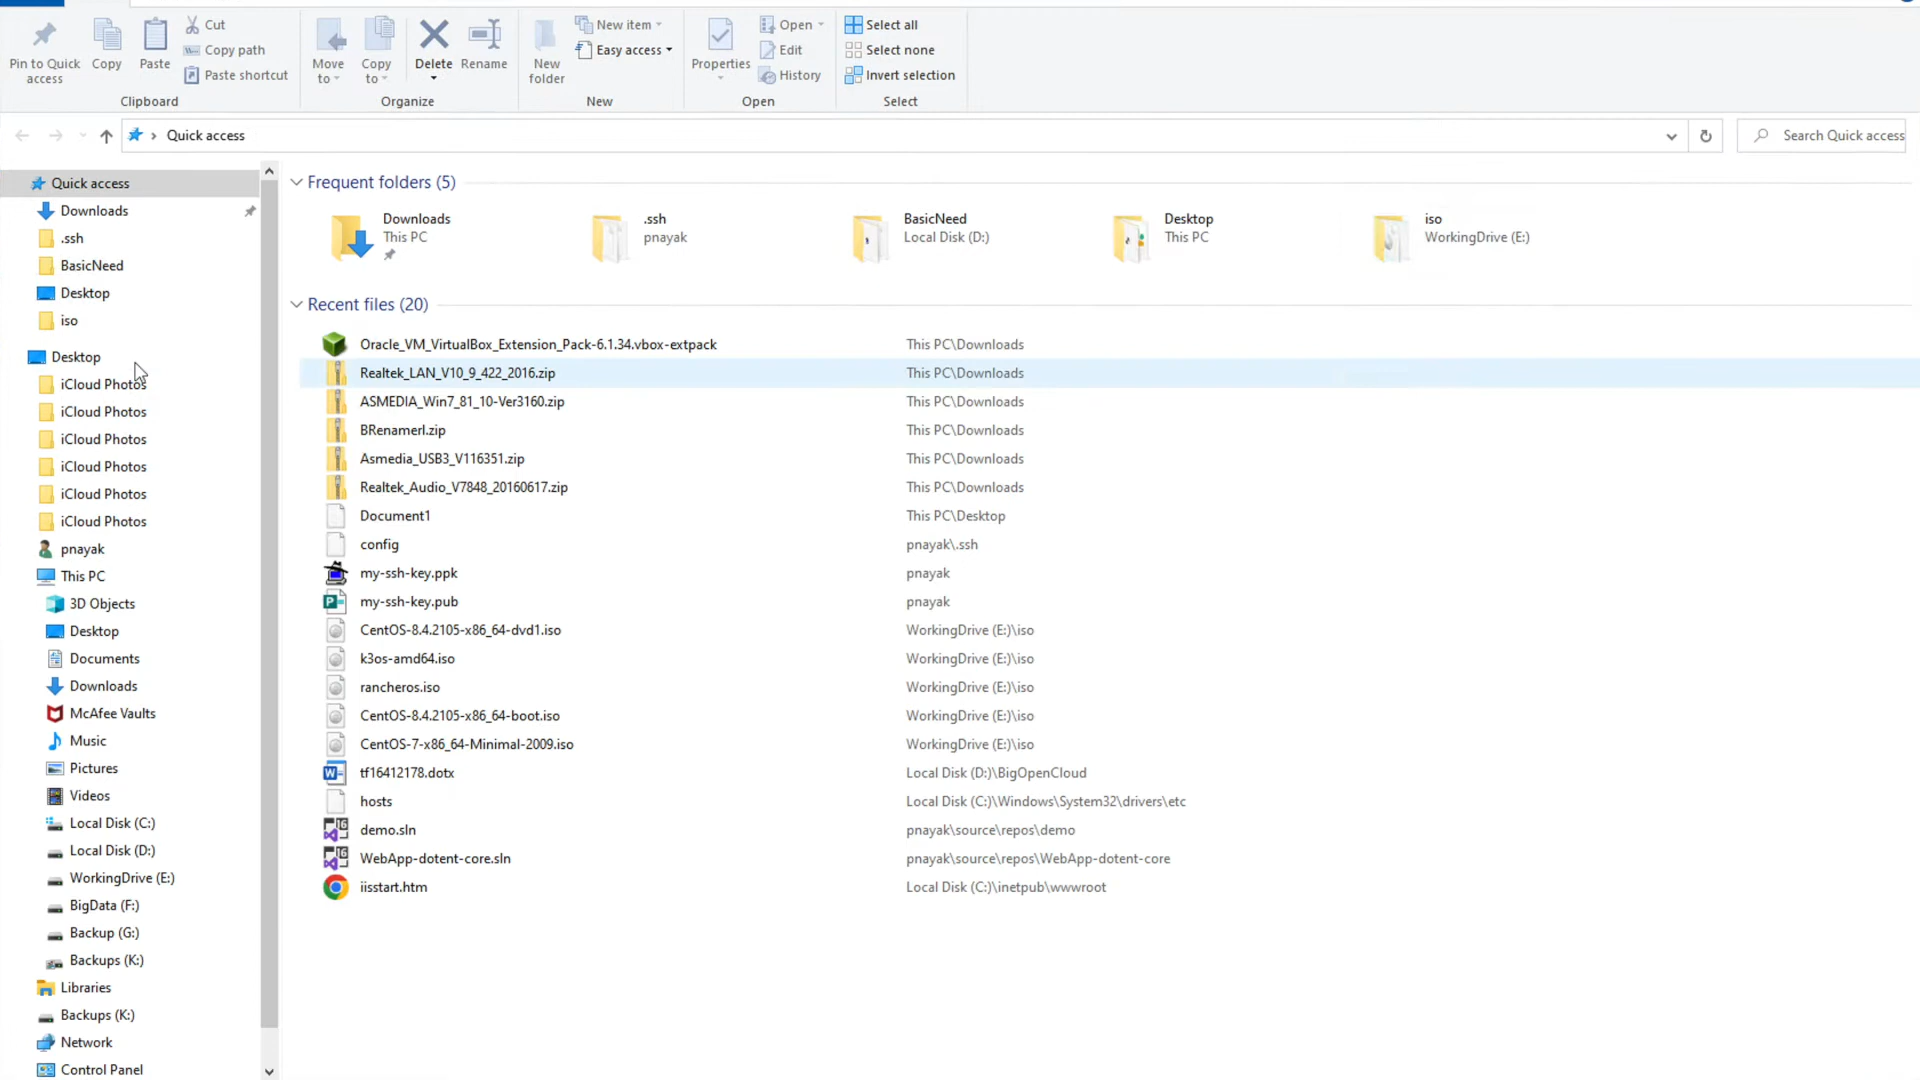 Pin to Quick access
Copy
Paste
Cut
Copy path
Paste shortcut
Clipboard
Move to
Copy to
Delete
Rename
Organize
New folder
New item
Easy access
New
Properties
Open
Edit
History
Open
Select all
Select none
Invert selection
Select
Quick access
Search Quick access
Quick access
Downloads
.ssh
BasicNeed
Desktop
iso
Desktop
iCloud Photos
iCloud Photos
iCloud Photos
iCloud Photos
iCloud Photos
iCloud Photos
pnayak
This PC
3D Objects
Desktop
Documents
Downloads
McAfee Vaults
Music
Pictures
Videos
Local Disk (C:)
Local Disk (D:)
WorkingDrive (E:)
BigData (F:)
Backup (G:)
Backups (K:)
Libraries
Backups (K:)
Network
Control Panel
Frequent folders (5)
Downloads
This PC
.ssh
pnayak
BasicNeed
Local Disk (D:)
Desktop
This PC
iso
WorkingDrive (E:)
Recent files (20)
Oracle_VM_VirtualBox_Extension_Pack-6.1.34.vbox-extpack This PC\Downloads
Realtek_LAN_V10_9_422_2016.zip This PC\Downloads
ASMEDIA_Win7_81_10-Ver3160.zip This PC\Downloads
BRenamerl.zip This PC\Downloads
Asmedia_USB3_V116351.zip This PC\Downloads
Realtek_Audio_V7848_20160617.zip This PC\Downloads
Document1 This PC\Desktop
config pnayak\.ssh
my-ssh-key.ppk pnayak
my-ssh-key.pub pnayak
CentOS-8.4.2105-x86_64-dvd1.iso WorkingDrive (E:)\iso
k3os-amd64.iso WorkingDrive (E:)\iso
rancheros.iso WorkingDrive (E:)\iso
CentOS-8.4.2105-x86_64-boot.iso WorkingDrive (E:)\iso
CentOS-7-x86_64-Minimal-2009.iso WorkingDrive (E:)\iso
tf16412178.dotx Local Disk (D:)\BigOpenCloud
hosts Local Disk (C:)\Windows\System32\drivers\etc
demo.sln pnayak\source\repos\demo
WebApp-dotent-core.sln pnayak\source\repos\WebApp-dotent-core
iisstart.htm Local Disk (C:)\inetpub\wwwroot